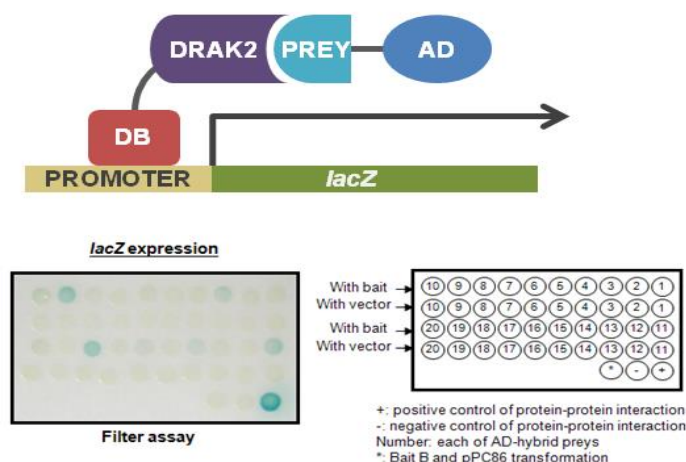 DRAK2 PREY AD
DB
PROMOTER lacZ
lacZ expression
Filter assay
With bait
With vector
With bait
With vector
10 9 8 7 6 5 4 3 2 1
10 9 8 7 6 5 4 3 2 1
20 19 18 17 16 15 14 13 12 11
20 19 18 17 16 15 14 13 12 11
* - +
+: positive control of protein-protein interaction
-: negative control of protein-protein interaction
Number: each of AD-hybrid preys
*: Bait B and pPC86 transformation